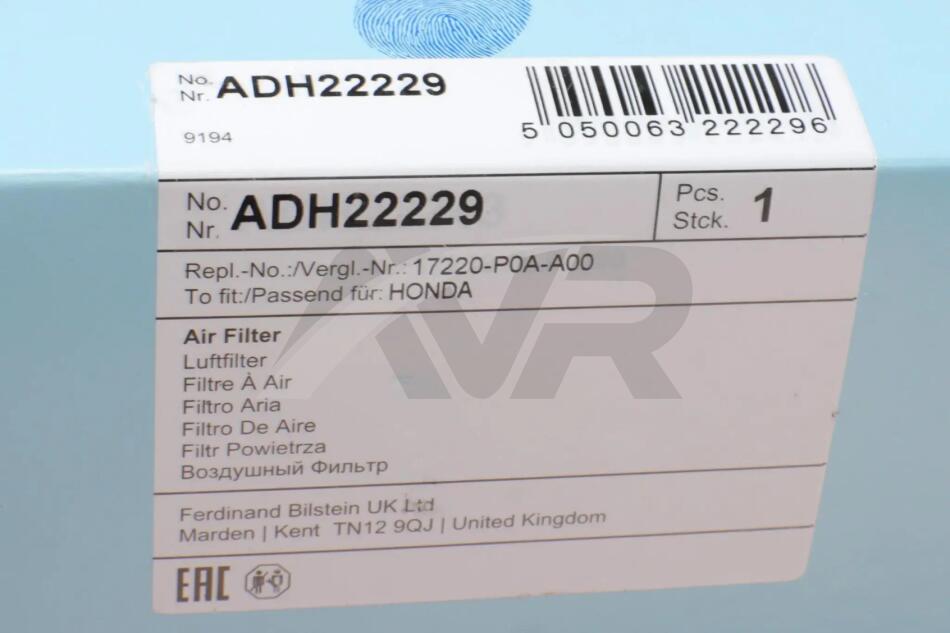 No.
Nr. ADH22229
9194
5 050063 222296
No.
Nr. ADH22229
Pcs.
Stck. 1
Repl.-No.:/Vergl.-Nr.: 17220-P0A-A00
To fit:/Passend für: HONDA
Air Filter
Luftfilter
Filtre À Air
Filtro Aria
Filtro De Aire
Filtr Powietrza
Воздушный Фильтр
Ferdinand Bilstein UK Ltd
Marden | Kent TN12 9QJ | United Kingdom
EAC
AVR